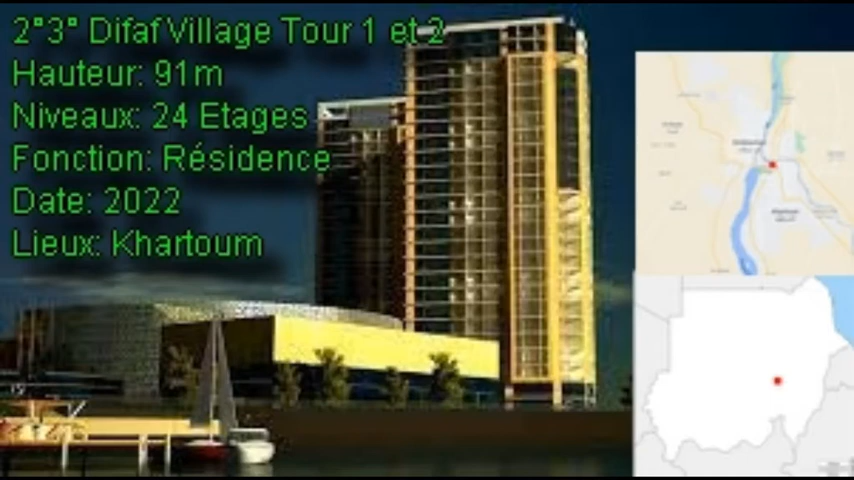 2°3° Difaf Village Tour 1 et 2
Hauteur: 91m
Niveaux: 24 Etages
Fonction: Résidence
Date: 2022
Lieux: Khartoum